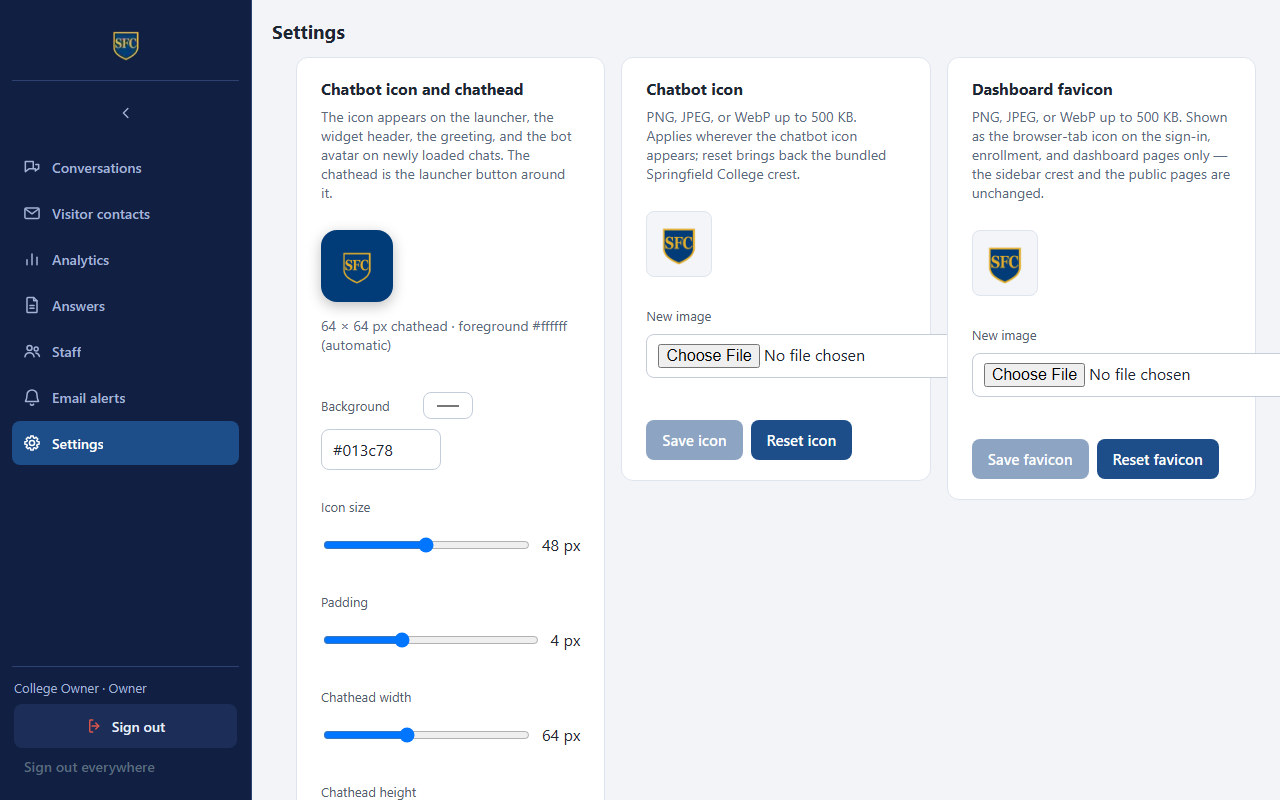 SFC
Conversations
Visitor contacts
Analytics
Answers
Staff
Email alerts
Settings
College Owner · Owner
Sign out
Sign out everywhere
Settings
Chatbot icon and chathead
The icon appears on the launcher, the
widget header, the greeting, and the bot
avatar on newly loaded chats. The
chathead is the launcher button around
it.
SFC
64 × 64 px chathead · foreground #ffffff
(automatic)
Background
#013c78
Icon size
48 px
Padding
4 px
Chathead width
64 px
Chathead height
Chatbot icon
PNG, JPEG, or WebP up to 500 KB.
Applies wherever the chatbot icon
appears; reset brings back the bundled
Springfield College crest.
SFC
New image
Choose File No file chosen
Save icon
Reset icon
Dashboard favicon
PNG, JPEG, or WebP up to 500 KB. Shown
as the browser-tab icon on the sign-in,
enrollment, and dashboard pages only —
the sidebar crest and the public pages are
unchanged.
SFC
New image
Choose File No file chosen
Save favicon
Reset favicon